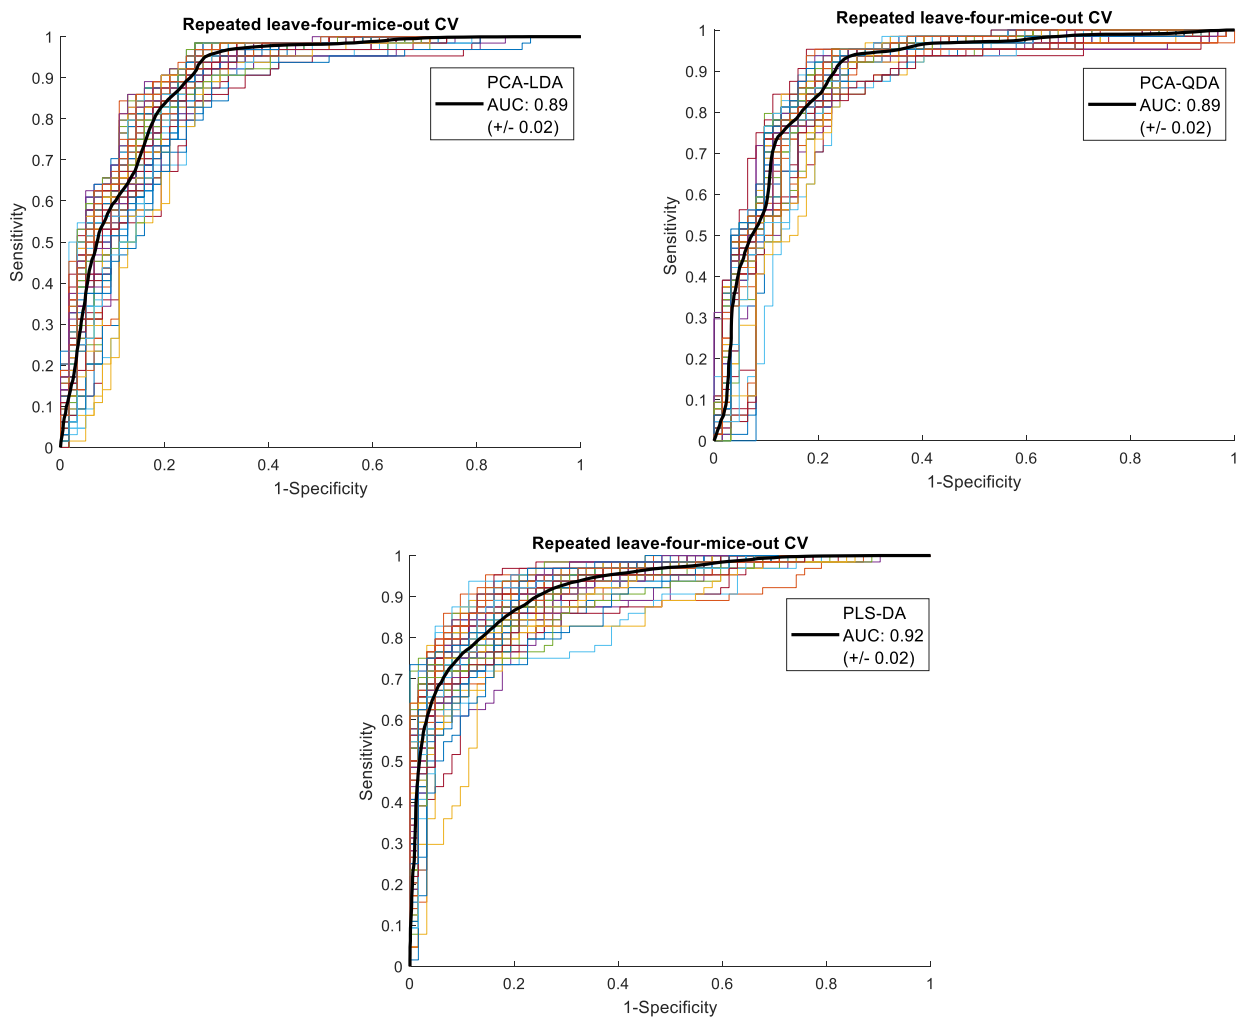 Repeated leave-four-mice-out CV
1
0.9
0.8
0.7
0.6
0.5
0.4
0.3
0.2
0.1
0
Sensitivity
PCA-LDA
AUC: 0.89
(+/- 0.02)
0 0.2 0.4 0.6 0.8 1
1-Specificity
Repeated leave-four-mice-out CV
1
0.9
0.8
0.7
0.6
0.5
0.4
0.3
0.2
0.1
0
Sensitivity
PCA-QDA
AUC: 0.89
(+/- 0.02)
0 0.2 0.4 0.6 0.8 1
1-Specificity
Repeated leave-four-mice-out CV
1
0.9
0.8
0.7
0.6
0.5
0.4
0.3
0.2
0.1
0
Sensitivity
PLS-DA
AUC: 0.92
(+/- 0.02)
0 0.2 0.4 0.6 0.8 1
1-Specificity